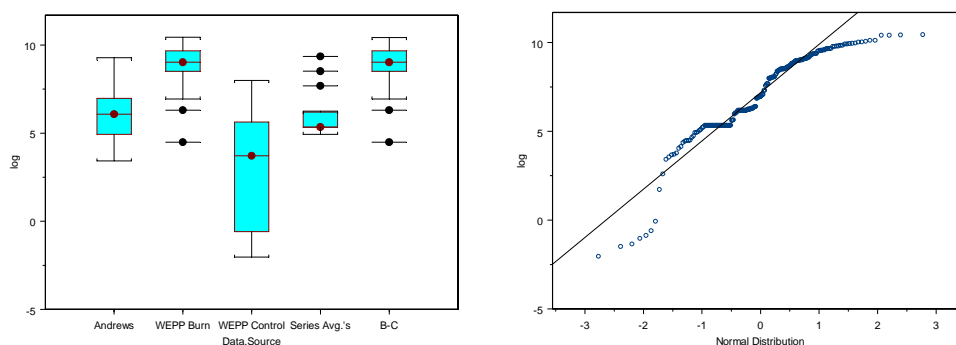 10
5
0
-5
log
Andrews WEPP Burn WEPP Control Series Avg.'s B-C
Data.Source
10
5
0
-5
log
-3 -2 -1 0 1 2 3
Normal Distribution